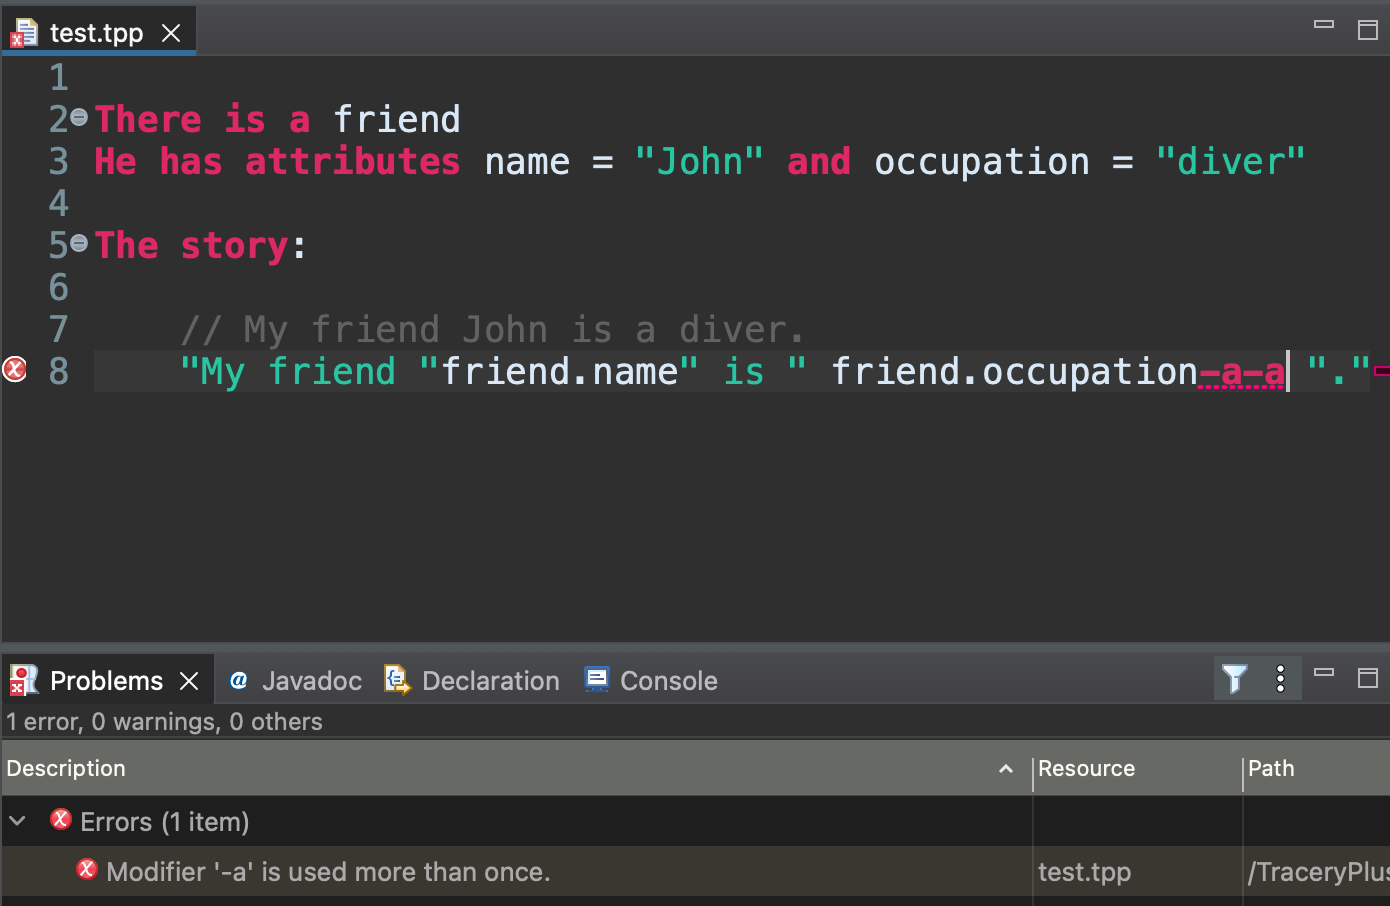 test.tpp
1
2 There is a friend
3 He has attributes name = "John" and occupation = "diver"
4
5 The story:
6
7 // My friend John is a diver.
8 "My friend "friend.name" is " friend.occupation-a-a "."
Problems @ Javadoc Declaration Console
1 error, 0 warnings, 0 others
Description Resource Path
Errors (1 item)
Modifier '-a' is used more than once. test.tpp /TraceryPlus